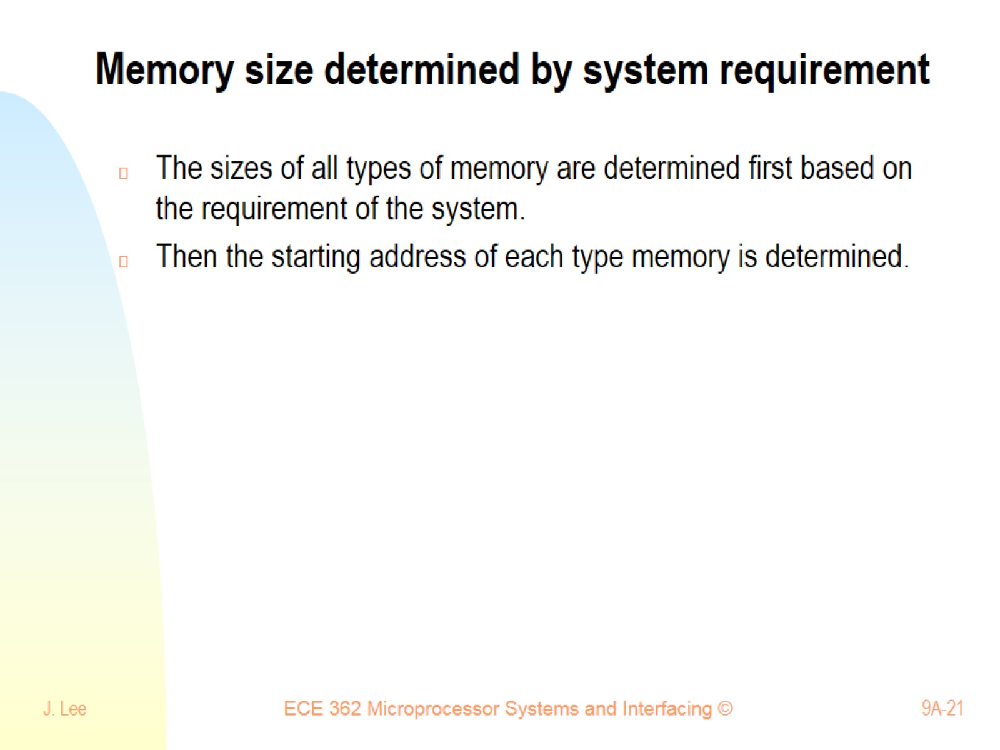 Memory size determined by system requirement
The sizes of all types of memory are determined first based on
the requirement of the system.
Then the starting address of each type memory is determined.
J. Lee
ECE 362 Microprocessor Systems and Interfacing ©
9A-21